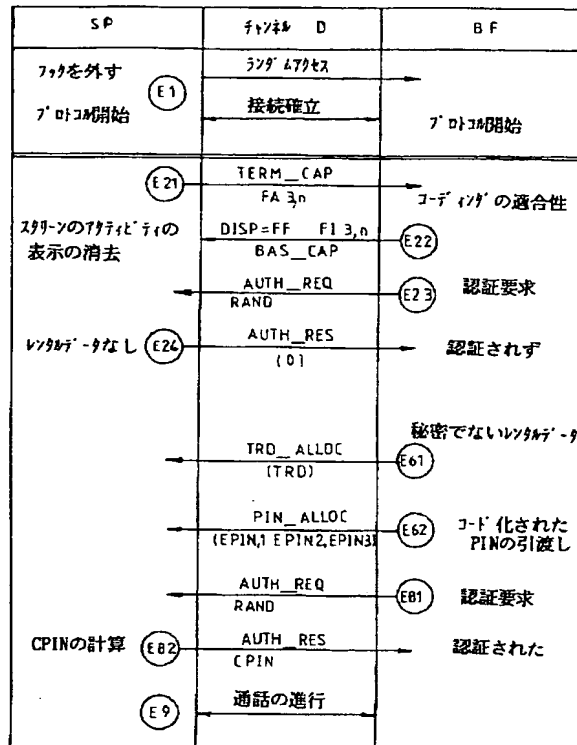 SP
チャンネル D
BF
フックを外す
E1
ランダムアクセス
プロトコル開始
接続確立
プロトコル開始
E21
TERM_CAP
FA 3,n
コーディングの適合性
スクリーンのアクティビティの
表示の消去
DISP=FF FI 3,n
BAS_CAP
E22
AUTH_REQ
RAND
E23
認証要求
レンタルデータなし
E24
AUTH_RES
(0)
認証されず
秘密でないレンタルデータ
TRD_ALLOC
(TRD)
E61
PIN_ALLOC
(EPIN,1 EPIN2,EPIN3)
E62
コード化された
PINの引渡し
AUTH_REQ
RAND
E81
認証要求
CPINの計算
E82
AUTH_RES
CPIN
認証された
E9
通話の進行